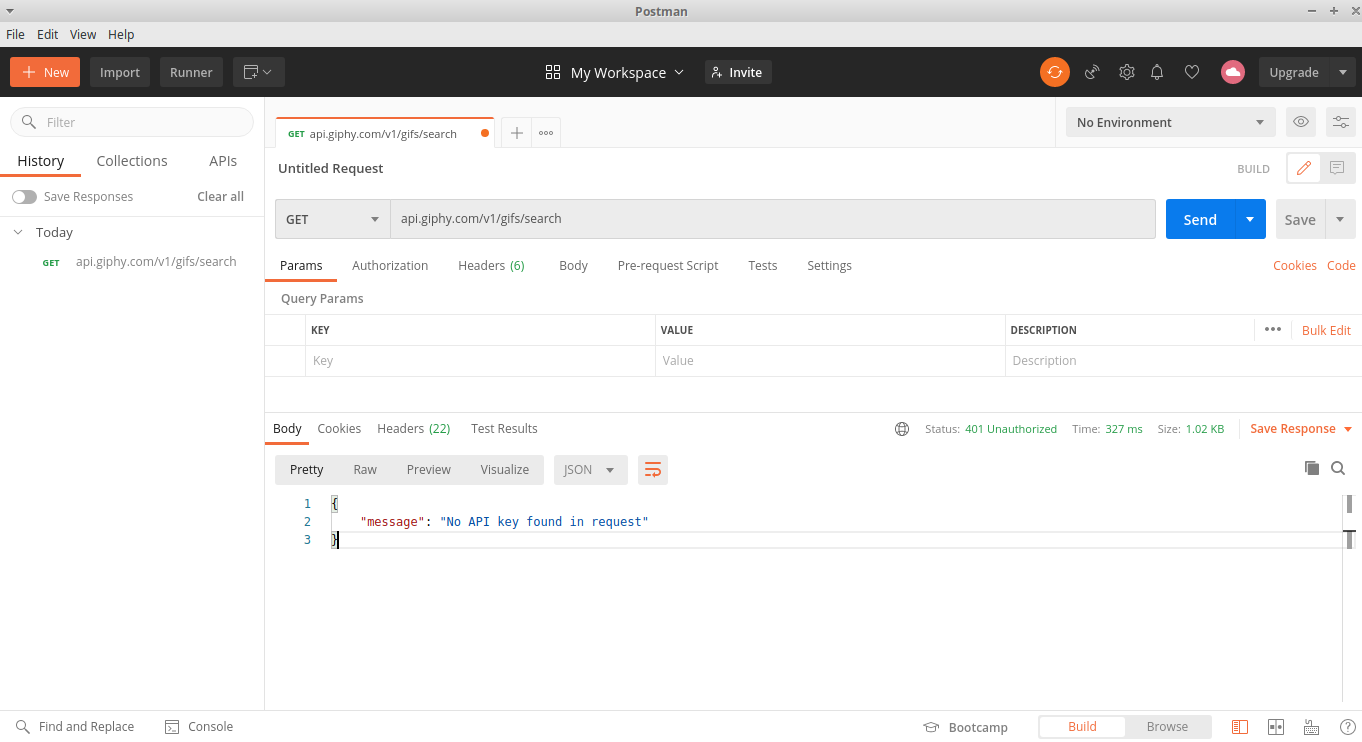 Postman
File Edit View Help
New Import Runner My Workspace Invite Upgrade
Filter
History Collections APIs
Save Responses Clear all
Today
GET api.giphy.com/v1/gifs/search
GET api.giphy.com/v1/gifs/search
No Environment
Untitled Request BUILD
GET api.giphy.com/v1/gifs/search Send Save
Params Authorization Headers (6) Body Pre-request Script Tests Settings Cookies Code
Query Params
KEY VALUE DESCRIPTION ••• Bulk Edit
Key Value Description
Body Cookies Headers (22) Test Results Status: 401 Unauthorized Time: 327 ms Size: 1.02 KB Save Response
Pretty Raw Preview Visualize JSON
1 {
2 "message": "No API key found in request"
3 }
Find and Replace Console Bootcamp Build Browse ?